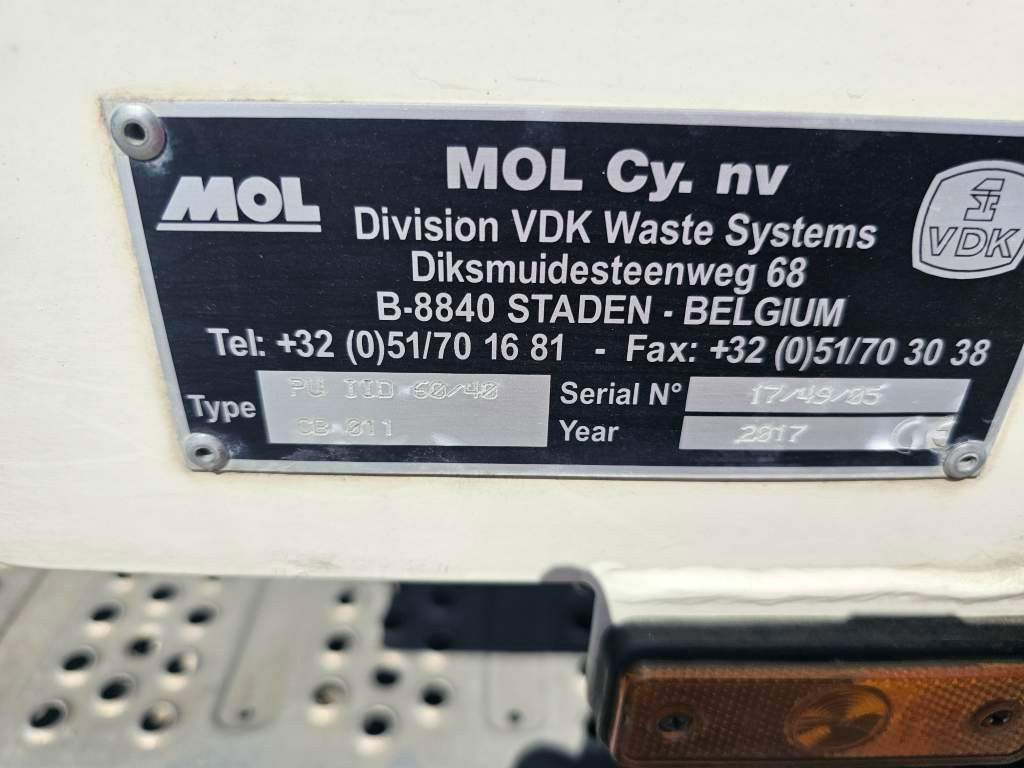 MOL
MOL Cy. nv
VDK
Division VDK Waste Systems
Diksmuidesteenweg 68
B-8840 STADEN - BELGIUM
Tel: +32 (0)51/70 16 81 - Fax: +32 (0)51/70 30 38
Type PU IID 60/40
CB 011
Serial N° 17/49/05
Year 2017 CE